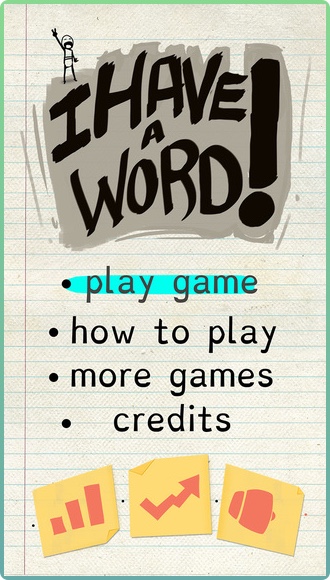 I HAVE
A
WORD!
• play game
• how to play
• more games
• credits